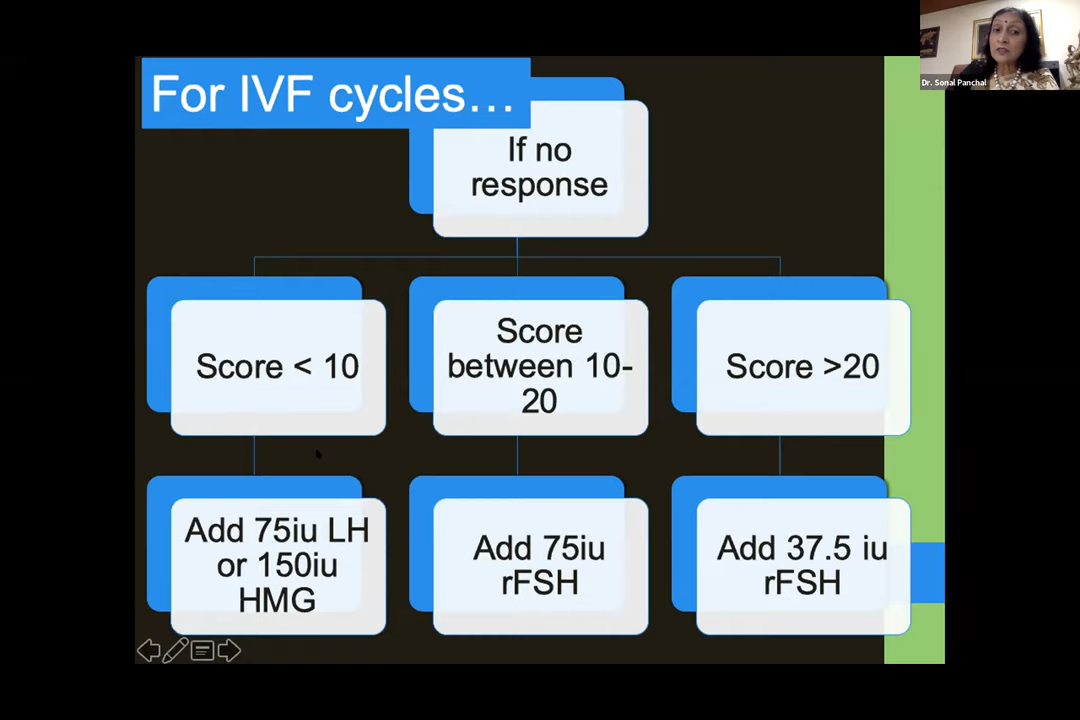 Dr. Sonal Panchal
For IVF cycles...
If no
response
Score < 10
Score
between 10-
20
Score >20
Add 75iu LH
or 150iu
HMG
Add 75iu
rFSH
Add 37.5 iu
rFSH